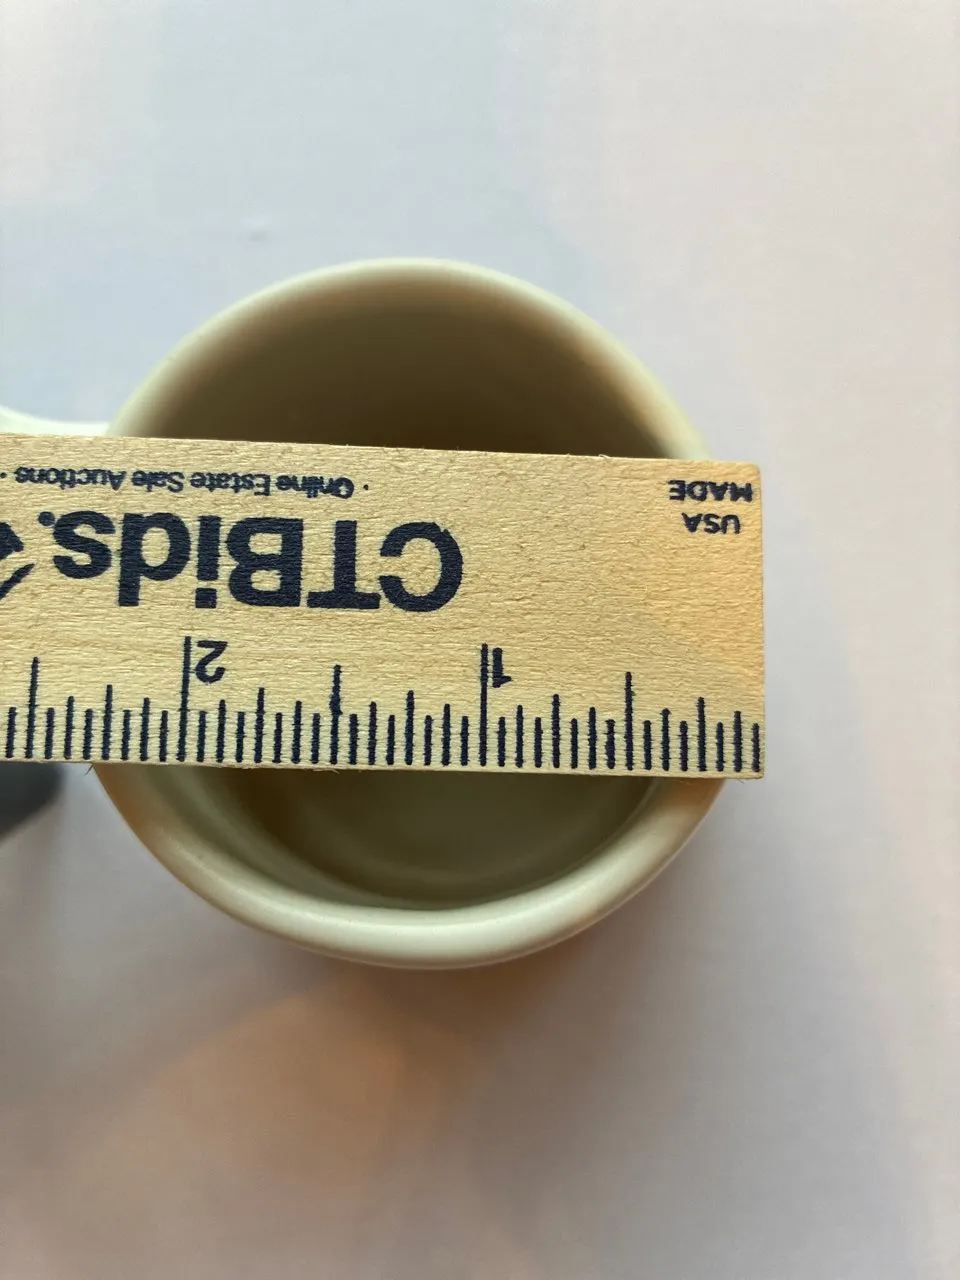 1
2
CTBids.
· Online Estate Sale Auctions ·
USA
MADE